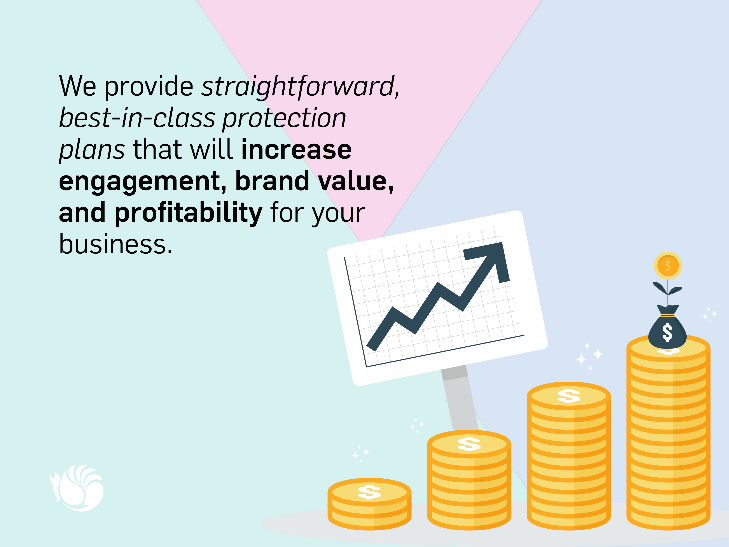 We provide straightforward,
best-in-class protection
plans that will increase
engagement, brand value,
and profitability for your
business.
$
$
$
$
$
$